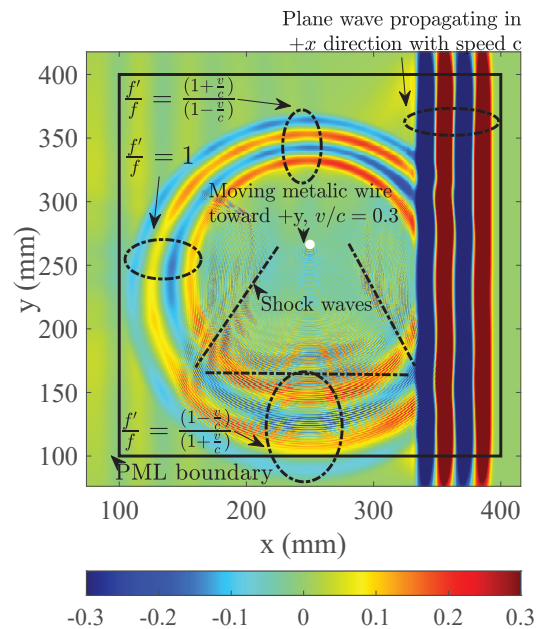 Plane wave propagating in
+x direction with speed c
f'/f = (1+v/c)/(1-v/c)
f'/f = 1
Moving metalic wire
toward +y, v/c = 0.3
Shock waves
f'/f = (1-v/c)/(1+v/c)
PML boundary
400
350
300
250
200
150
100
y (mm)
100 200 300 400
x (mm)
-0.3 -0.2 -0.1 0 0.1 0.2 0.3